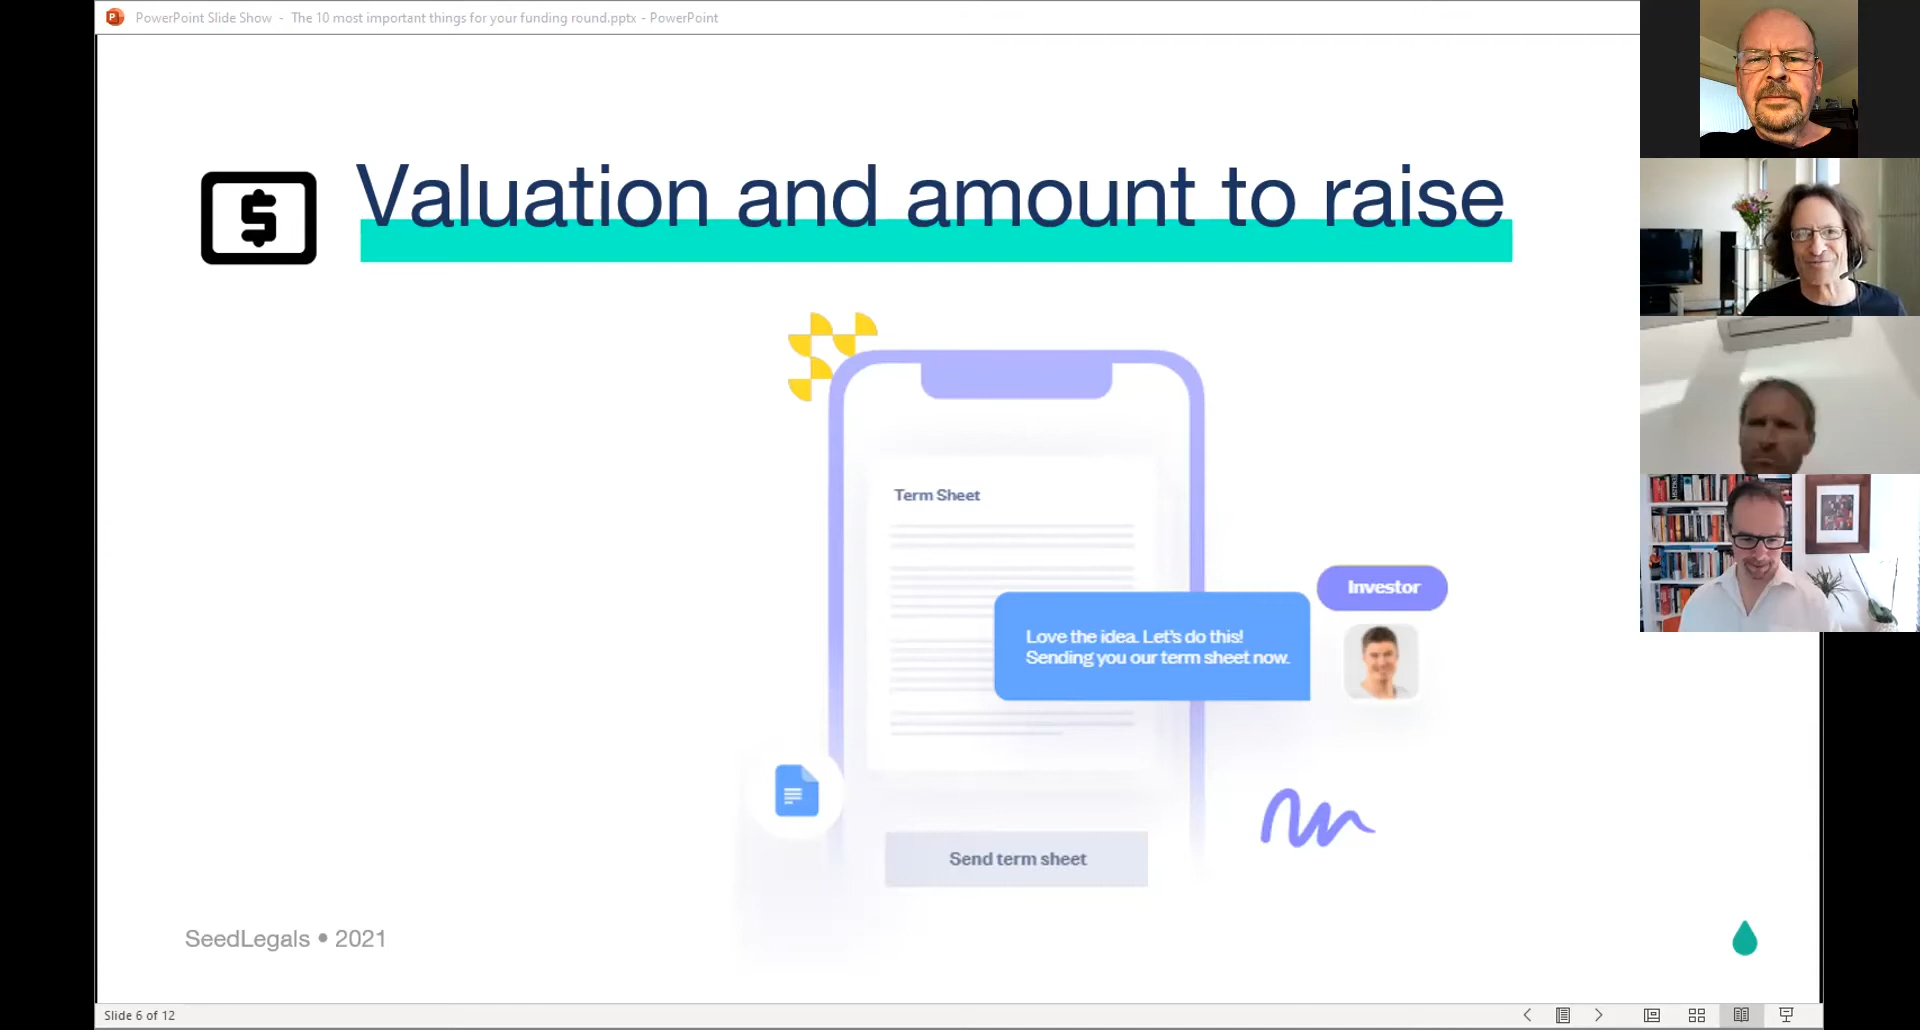 PowerPoint Slide Show - The 10 most important things for your funding round.pptx - PowerPoint
Valuation and amount to raise
Term Sheet
Investor
Love the idea. Let's do this!
Sending you our term sheet now.
Send term sheet
SeedLegals • 2021
Slide 6 of 12